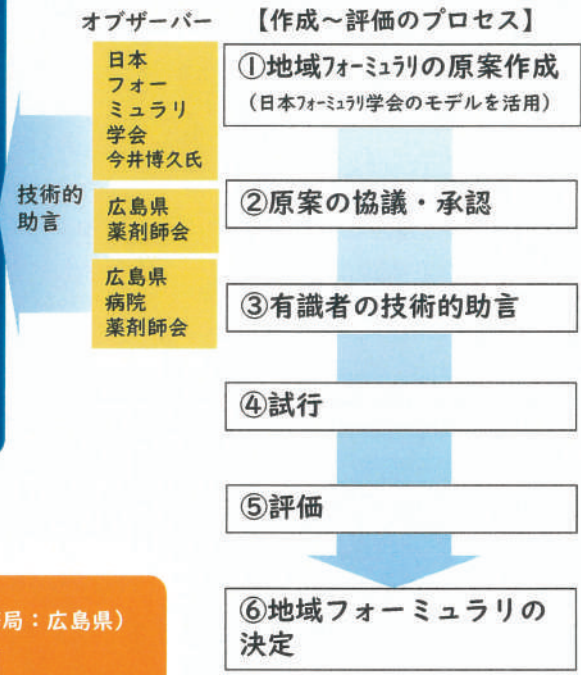 オブザーバー
日本
フォー
ミュラリ
学会
今井博久氏
広島県
薬剤師会
広島県
病院
薬剤師会
技術的
助言
【作成～評価のプロセス】
①地域フォーミュラリの原案作成
（日本フォーミュラリ学会のモデルを活用）
②原案の協議・承認
③有識者の技術的助言
④試行
⑤評価
⑥地域フォーミュラリの
決定
局：広島県）